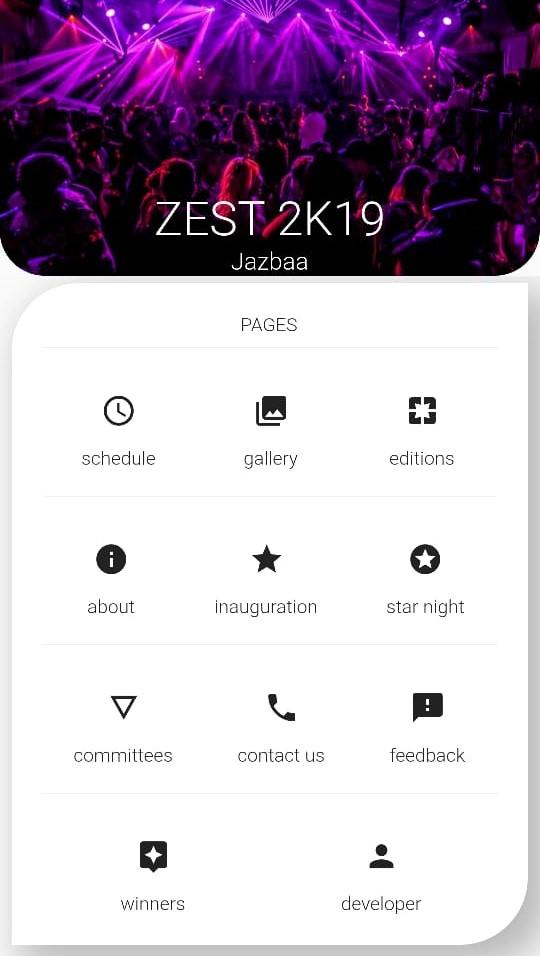 ZEST 2K19
Jazbaa
PAGES
schedule gallery editions
about inauguration star night
committees contact us feedback
winners developer